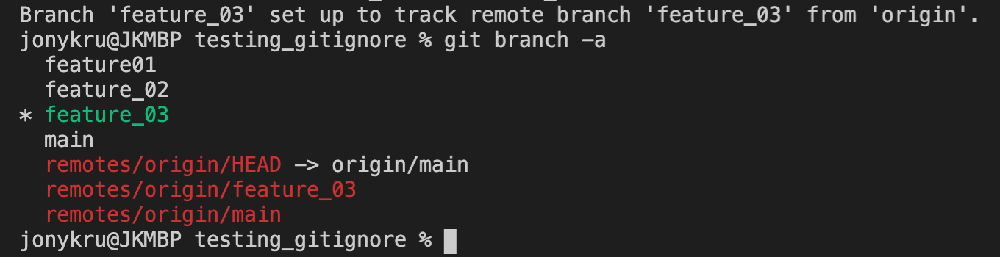 Branch 'feature_03' set up to track remote branch 'feature_03' from 'origin'.
jonykru@JKMBP testing_gitignore % git branch -a
feature01
feature_02
* feature_03
main
remotes/origin/HEAD -> origin/main
remotes/origin/feature_03
remotes/origin/main
jonykru@JKMBP testing_gitignore %